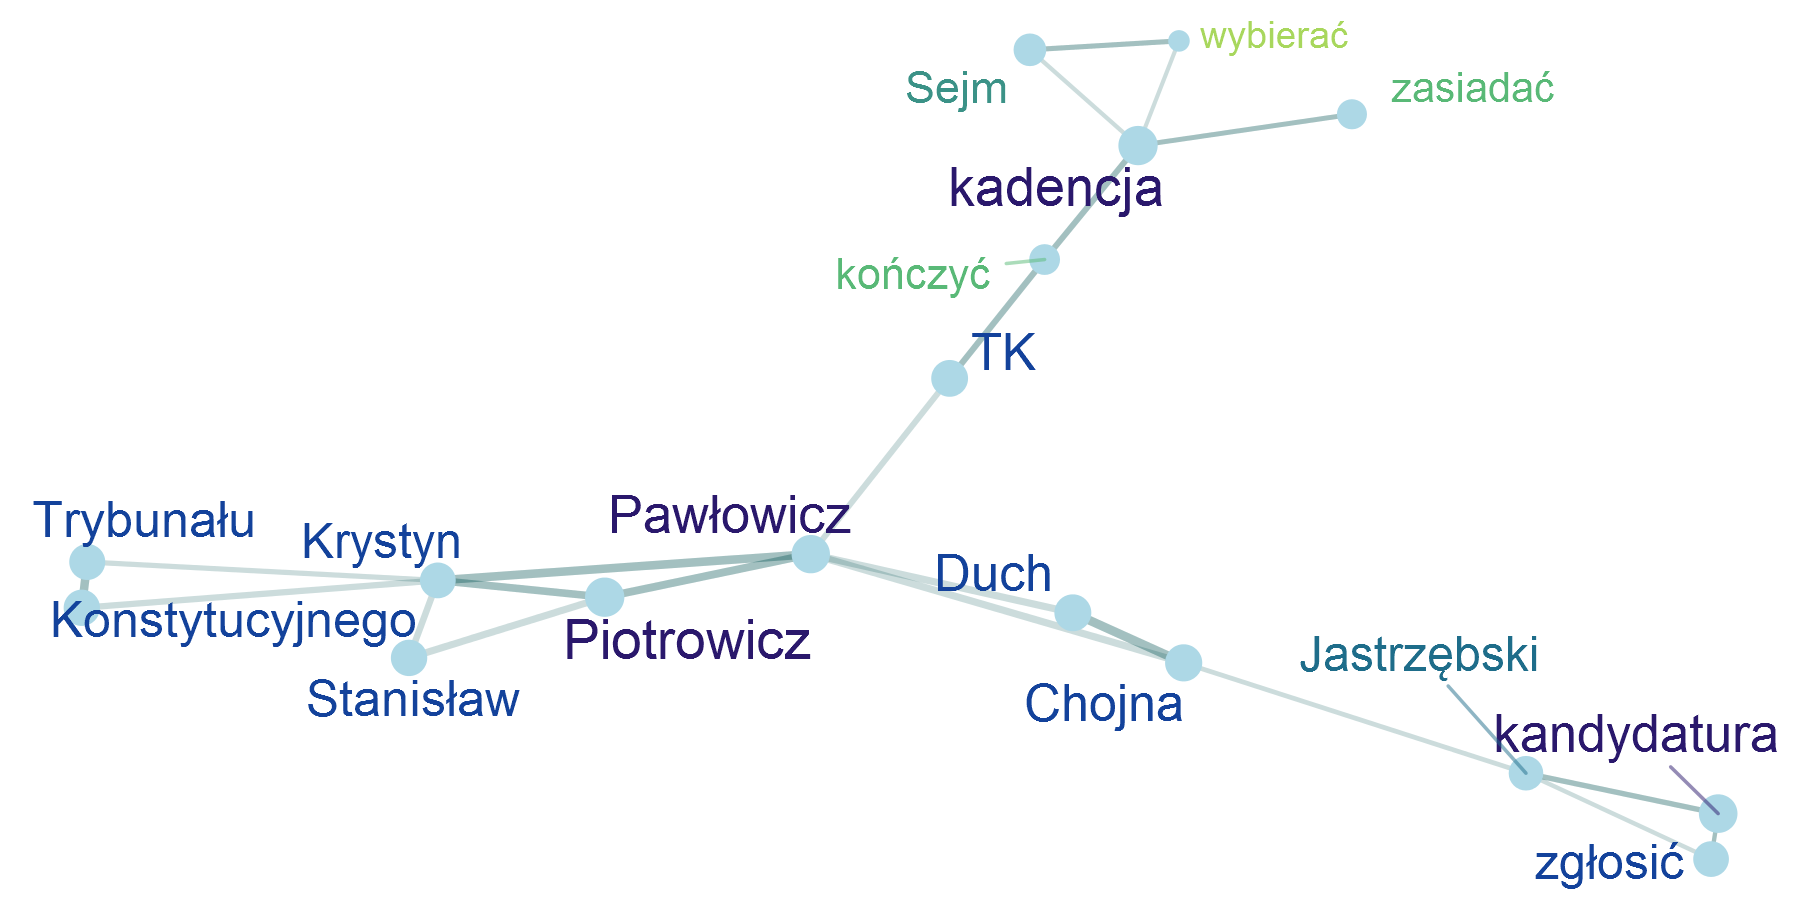 wybierać
Sejm
zasiadać
kadencja
kończyć
TK
Pawłowicz
Trybunału
Krystyn
Duch
Konstytucyjnego
Piotrowicz
Jastrzębski
Stanisław
Chojna
kandydatura
zgłosić